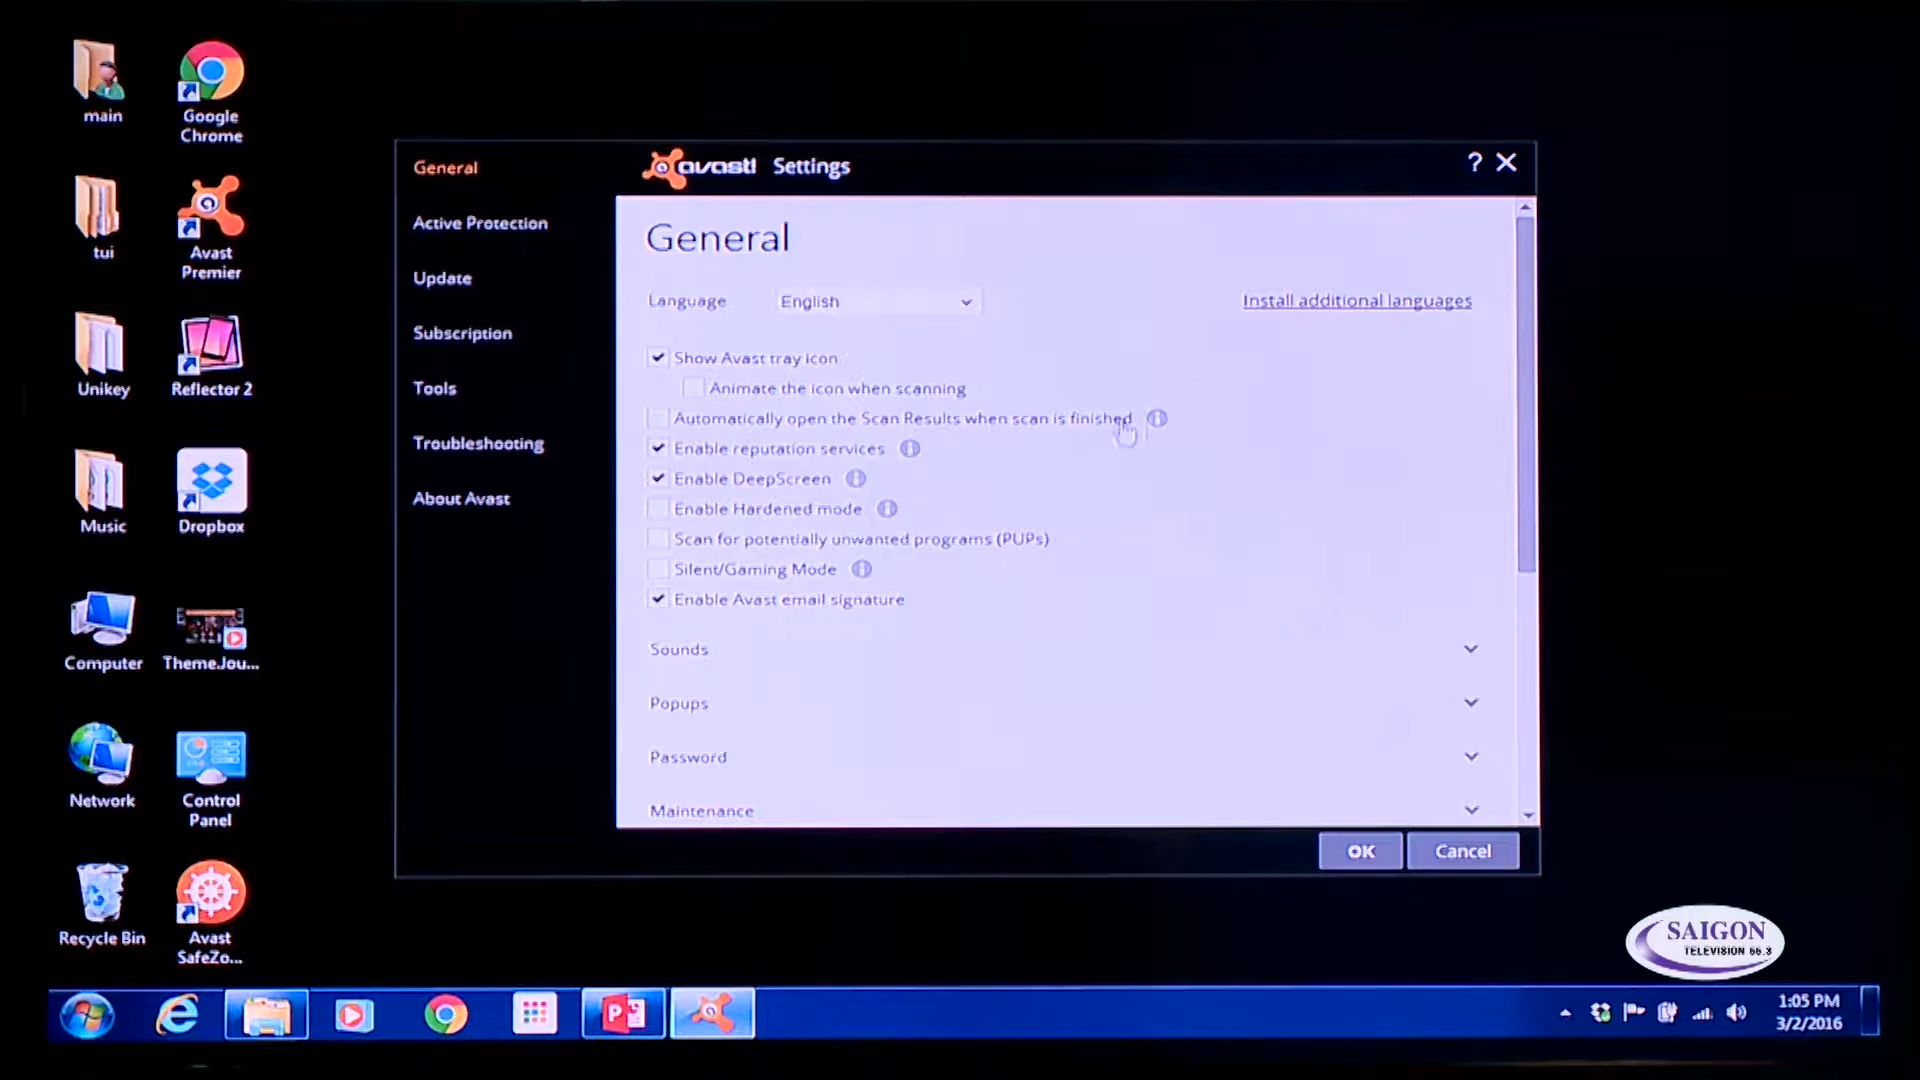 main
Google
Chrome
tui
Avast
Premier
Unikey
Reflector 2
Music
Dropbox
Computer
Theme.Jou...
Network
Control
Panel
Recycle Bin
Avast
SafeZo...
General
Active Protection
Update
Subscription
Tools
Troubleshooting
About Avast
avast! Settings
? X
General
Language English Install additional languages
Show Avast tray icon
Animate the icon when scanning
Automatically open the Scan Results when scan is finished
Enable reputation services
Enable DeepScreen
Enable Hardened mode
Scan for potentially unwanted programs (PUPs)
Silent/Gaming Mode
Enable Avast email signature
Sounds
Popups
Password
Maintenance
OK Cancel
SAIGON
TELEVISION 56.3
1:05 PM
3/2/2016